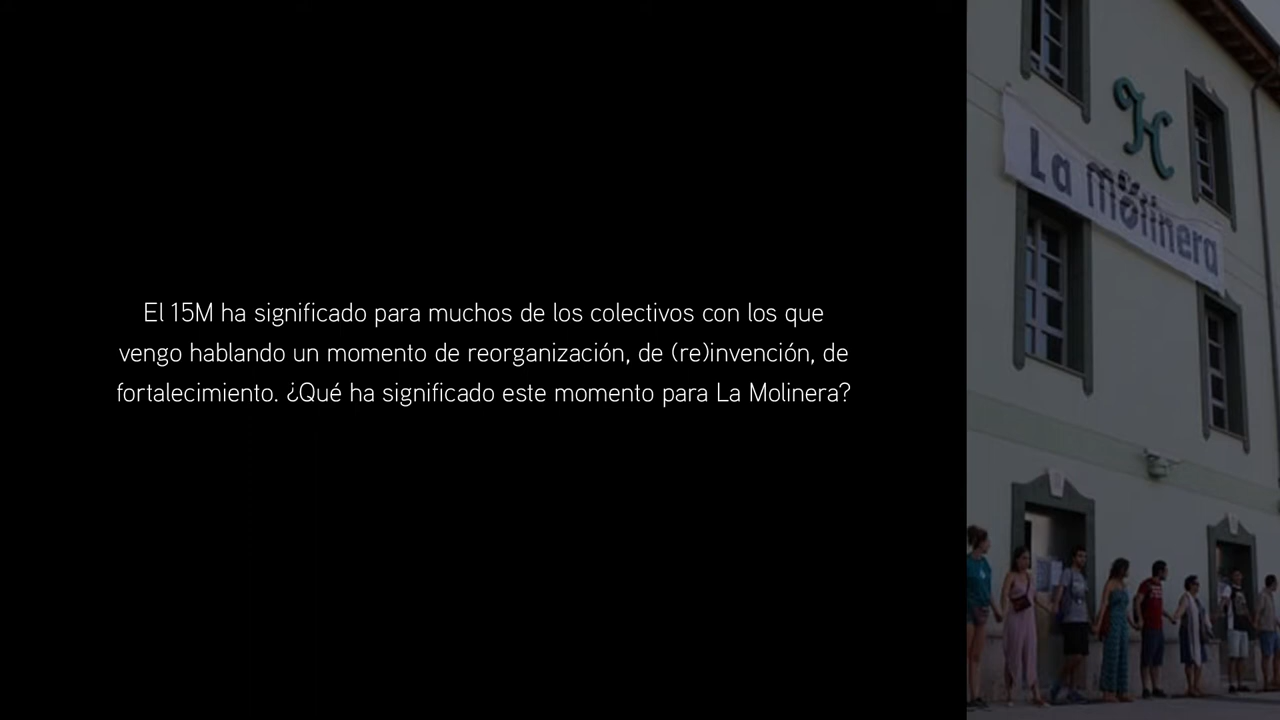 El 15M ha significado para muchos de los colectivos con los que
vengo hablando un momento de reorganización, de (re)invención, de
fortalecimiento. ¿Qué ha significado este momento para La Molinera?
H
La molinera